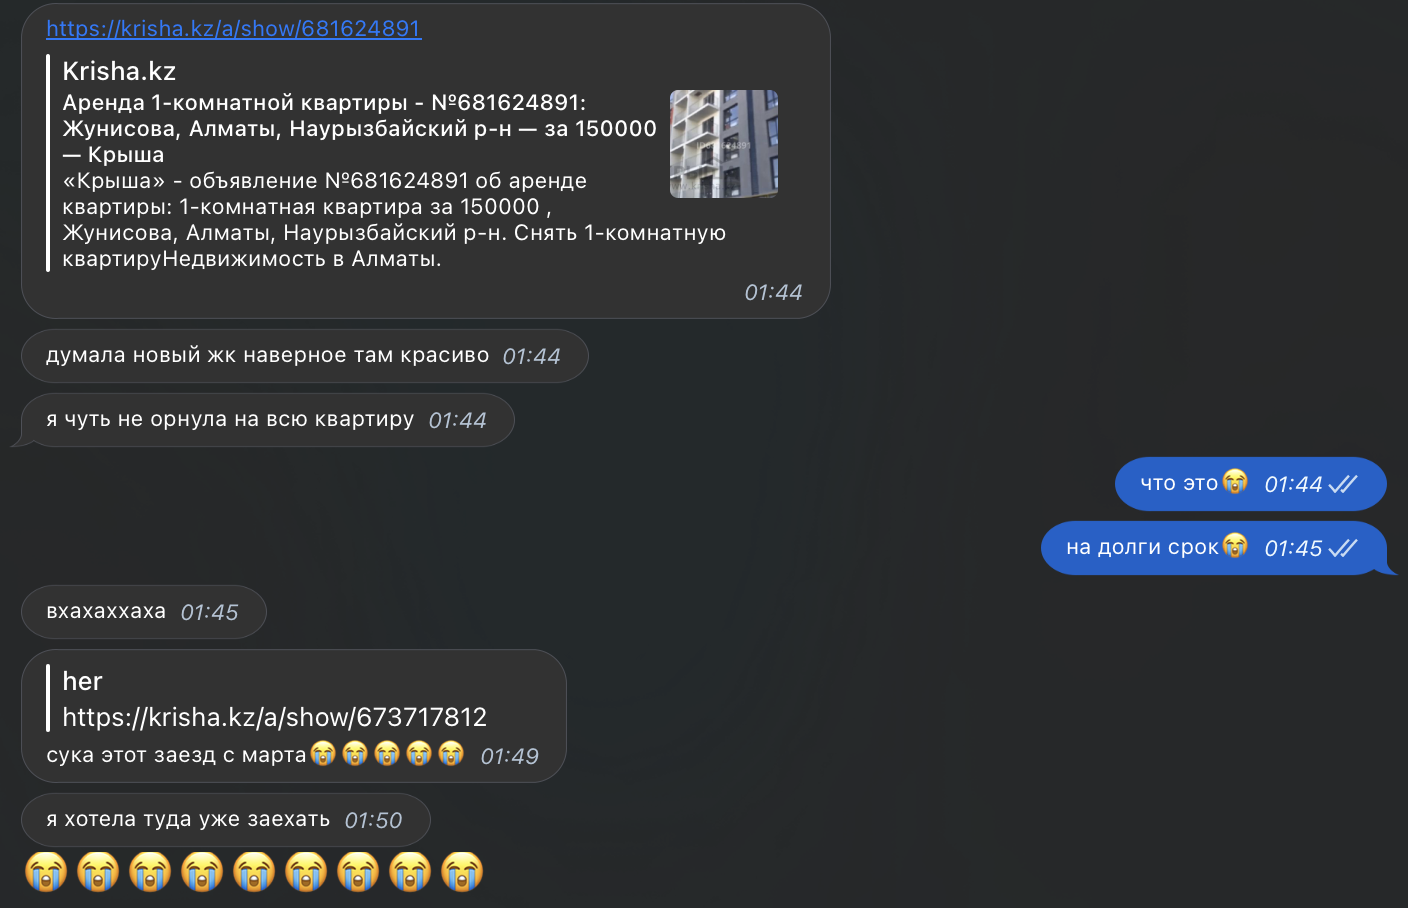 https://krisha.kz/a/show/681624891
Krisha.kz
Аренда 1-комнатной квартиры - №681624891:
Жунисова, Алматы, Наурызбайский р-н — за 150000
— Крыша
«Крыша» - объявление №681624891 об аренде
квартиры: 1-комнатная квартира за 150000 ,
Жунисова, Алматы, Наурызбайский р-н. Снять 1-комнатную
квартируНедвижимость в Алматы.
01:44
думала новый жк наверное там красиво 01:44
я чуть не орнула на всю квартиру 01:44
что это😭 01:44
на долги срок😭 01:45
вхахаххаха 01:45
her
https://krisha.kz/a/show/673717812
сука этот заезд с марта😭😭😭😭😭 01:49
я хотела туда уже заехать 01:50
😭😭😭😭😭😭😭😭😭